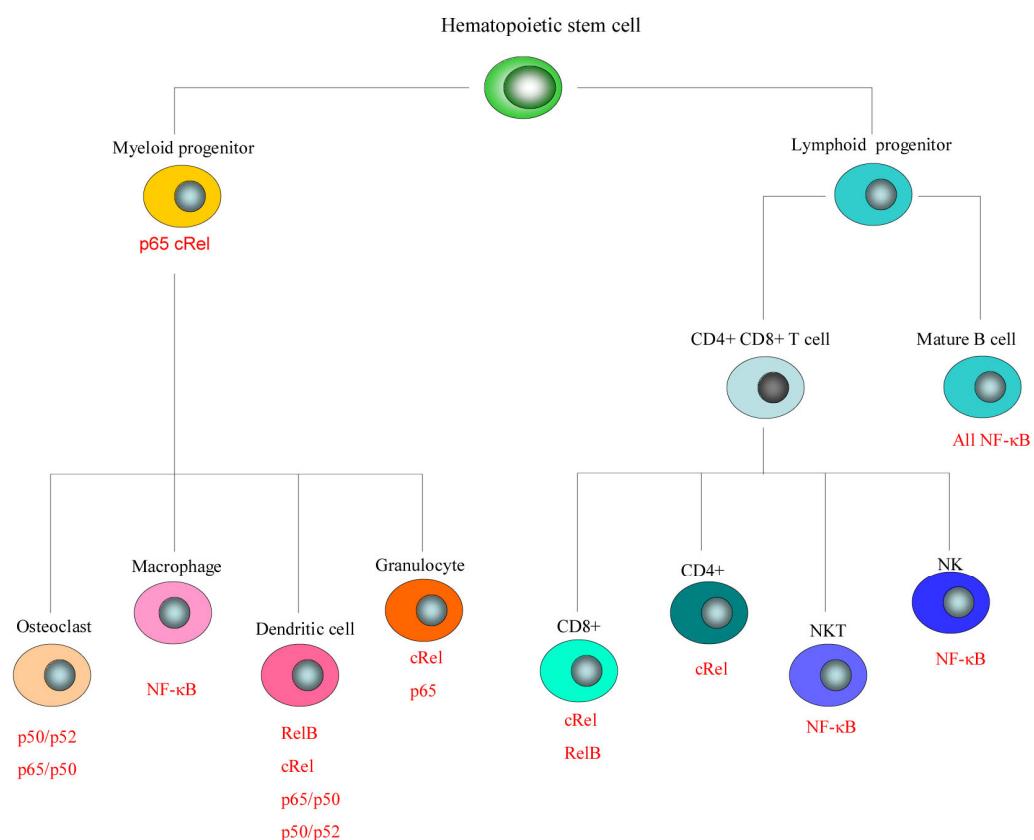 Hematopoietic stem cell
Myeloid progenitor
Lymphoid progenitor
p65 cRel
CD4+ CD8+ T cell
Mature B cell
All NF-κB
Macrophage
Granulocyte
Osteoclast
Dendritic cell
NF-κB
cRel
p65
p50/p52
p65/p50
RelB
cRel
p65/p50
p50/p52
CD8+
CD4+
NKT
NK
cRel
RelB
cRel
NF-κB
NF-κB